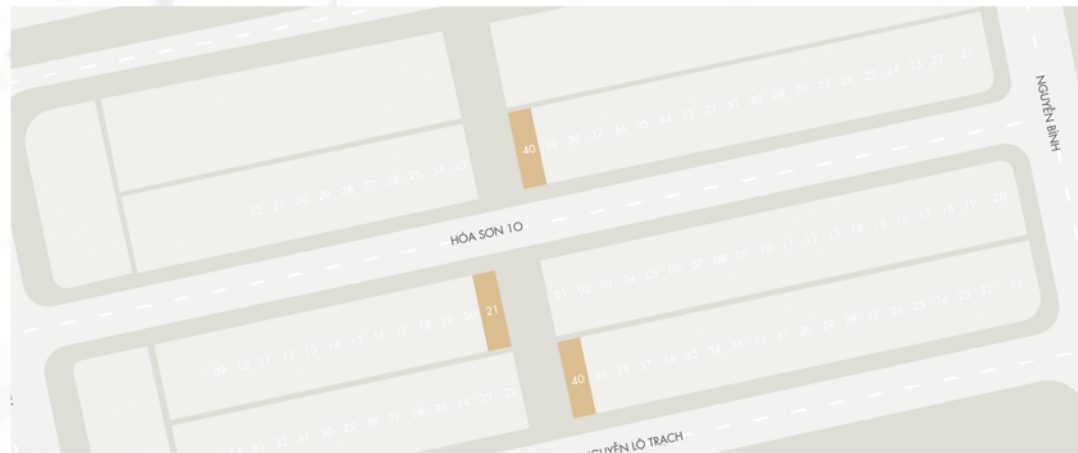 40 39 38 37 36 35 34 33 32 31 30 29 28 27 26 25 24 23 22 21
NGUYỄN BÍNH
32 31 30 29 28 27 26 25 24 23
HÓA SƠN 10
01 02 03 04 05 06 07 08 09 10 11 12 13 14 15 16 17 18 19 20
09 10 11 12 13 14 15 16 17 18 19 20 21
40 39 38 37 36 35 34 33 32 31 30 29 28 27 26 25 24 23 22 21
33 32 31 30 29 28 27 26 25 24 23 22
NGUYỄN LỘ TRẠCH